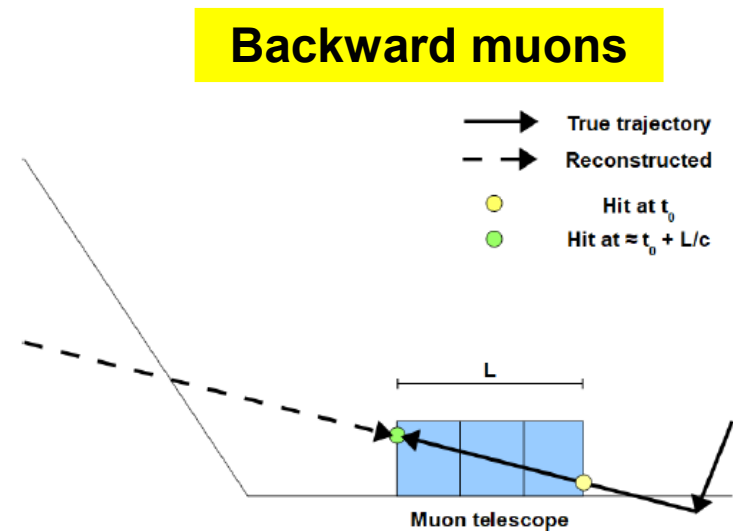 Backward muons
True trajectory
Reconstructed
Hit at t₀
Hit at ≈ t₀ + L/c
L
Muon telescope